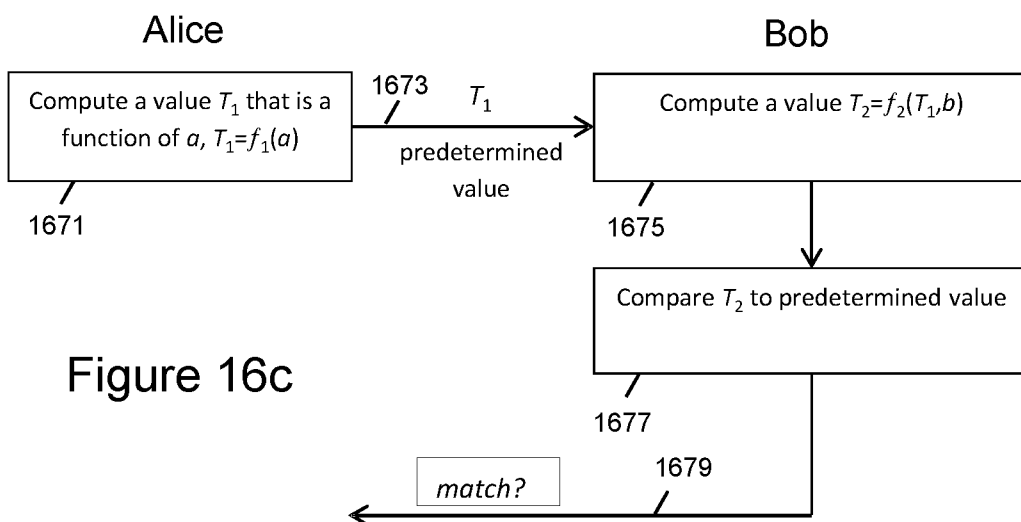 Alice
Bob
Compute a value T₁ that is a
function of a, T₁=f₁(a)
1671
1673
T₁
predetermined
value
Compute a value T₂=f₂(T₁,b)
1675
Compare T₂ to predetermined value
1677
1679
match?
Figure 16c